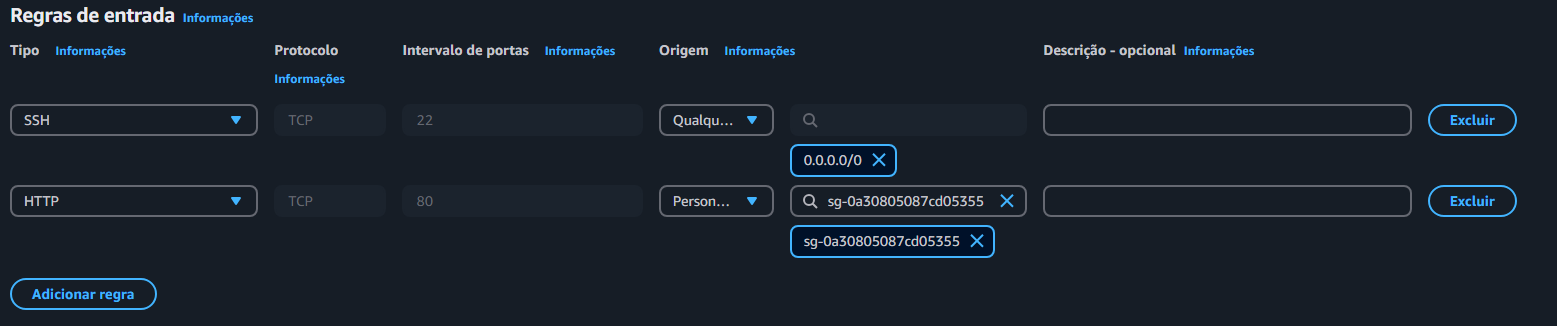 Regras de entrada Informações
Tipo Informações Protocolo Intervalo de portas Informações Origem Informações Descrição - opcional Informações
Informações
SSH TCP 22 Qualqu... Excluir
0.0.0.0/0
HTTP TCP 80 Person... sg-0a30805087cd05355 Excluir
sg-0a30805087cd05355
Adicionar regra